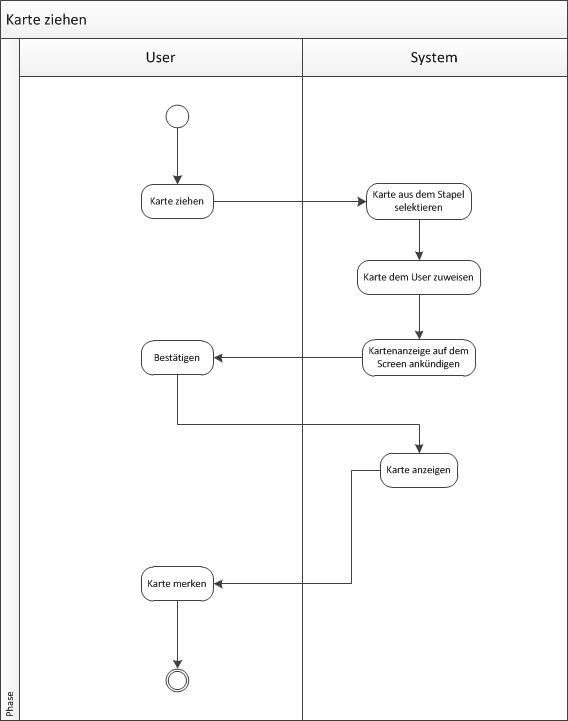 Karte ziehen
User
System
Karte ziehen
Karte aus dem Stapel
selektieren
Karte dem User zuweisen
Kartenanzeige auf dem
Screen ankündigen
Bestätigen
Karte anzeigen
Karte merken
Phase